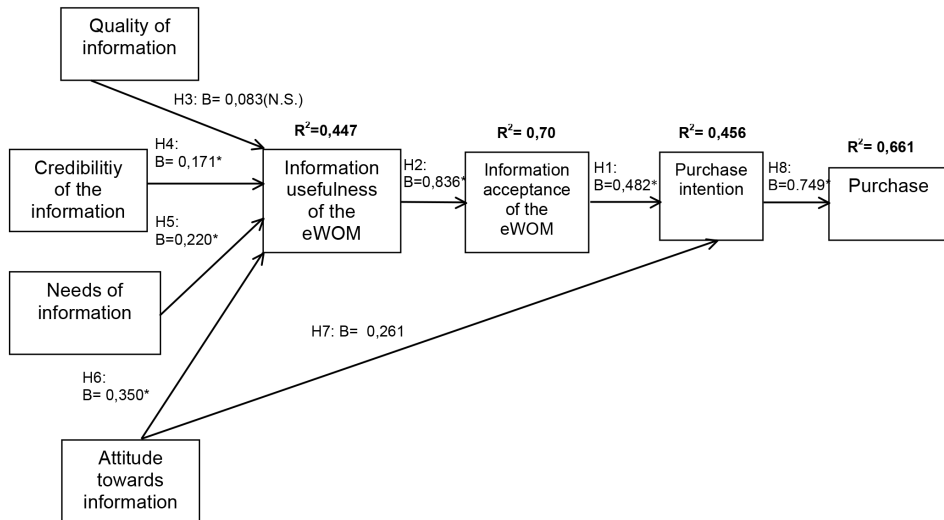 Quality of
information
H3: B= 0,083(N.S.)
R²=0,447
R²= 0,70
R²= 0,456
R²= 0,661
Credibilitiy
of the
information
H4:
B= 0,171*
Information
usefulness
of the
eWOM
H2:
B=0,836*
Information
acceptance
of the
eWOM
H1:
B=0,482*
Purchase
intention
H8:
B=0.749*
Purchase
H5:
B=0,220*
Needs of
information
H7: B= 0,261
H6:
B= 0,350*
Attitude
towards
information